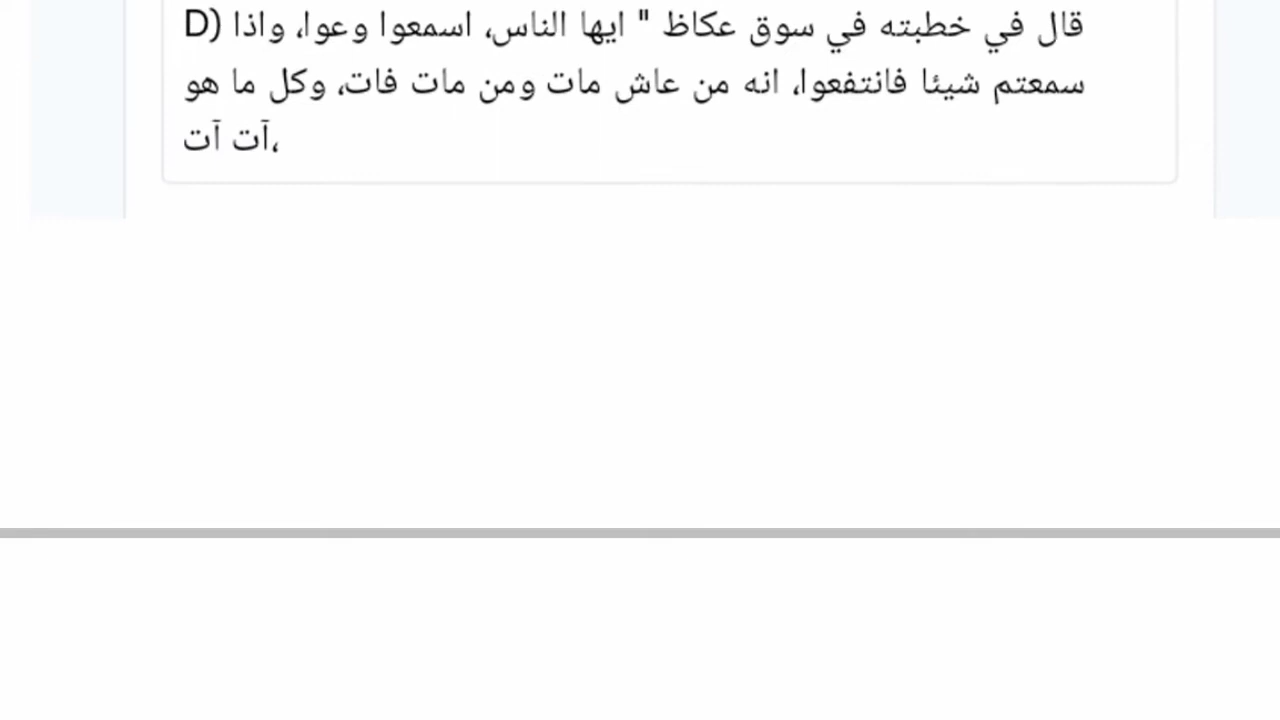 D) قال في خطبته في سوق عكاظ " ايها الناس، اسمعوا وعوا، واذا
سمعتم شيئا فانتفعوا، انه من عاش مات ومن مات فات، وكل ما هو
آت آت،